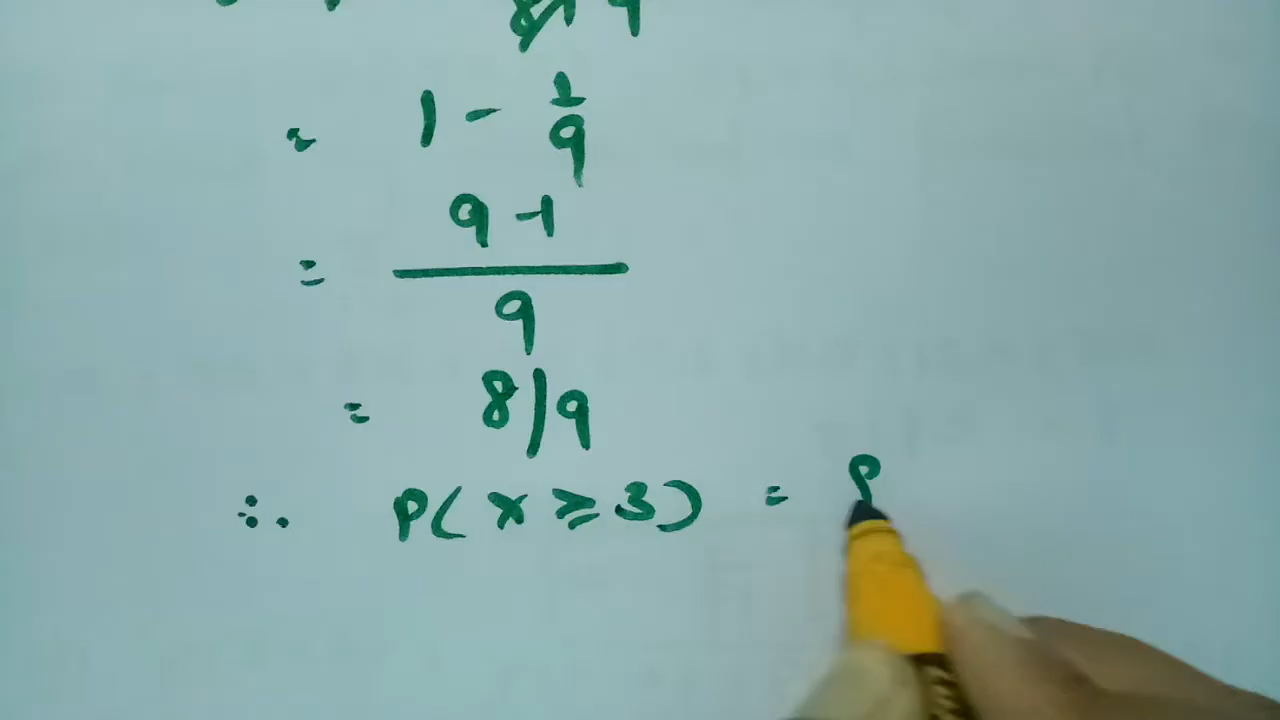 = 1 - 1/9
= 9-1
9
= 8/9
∴ P(x ≥ 3) =